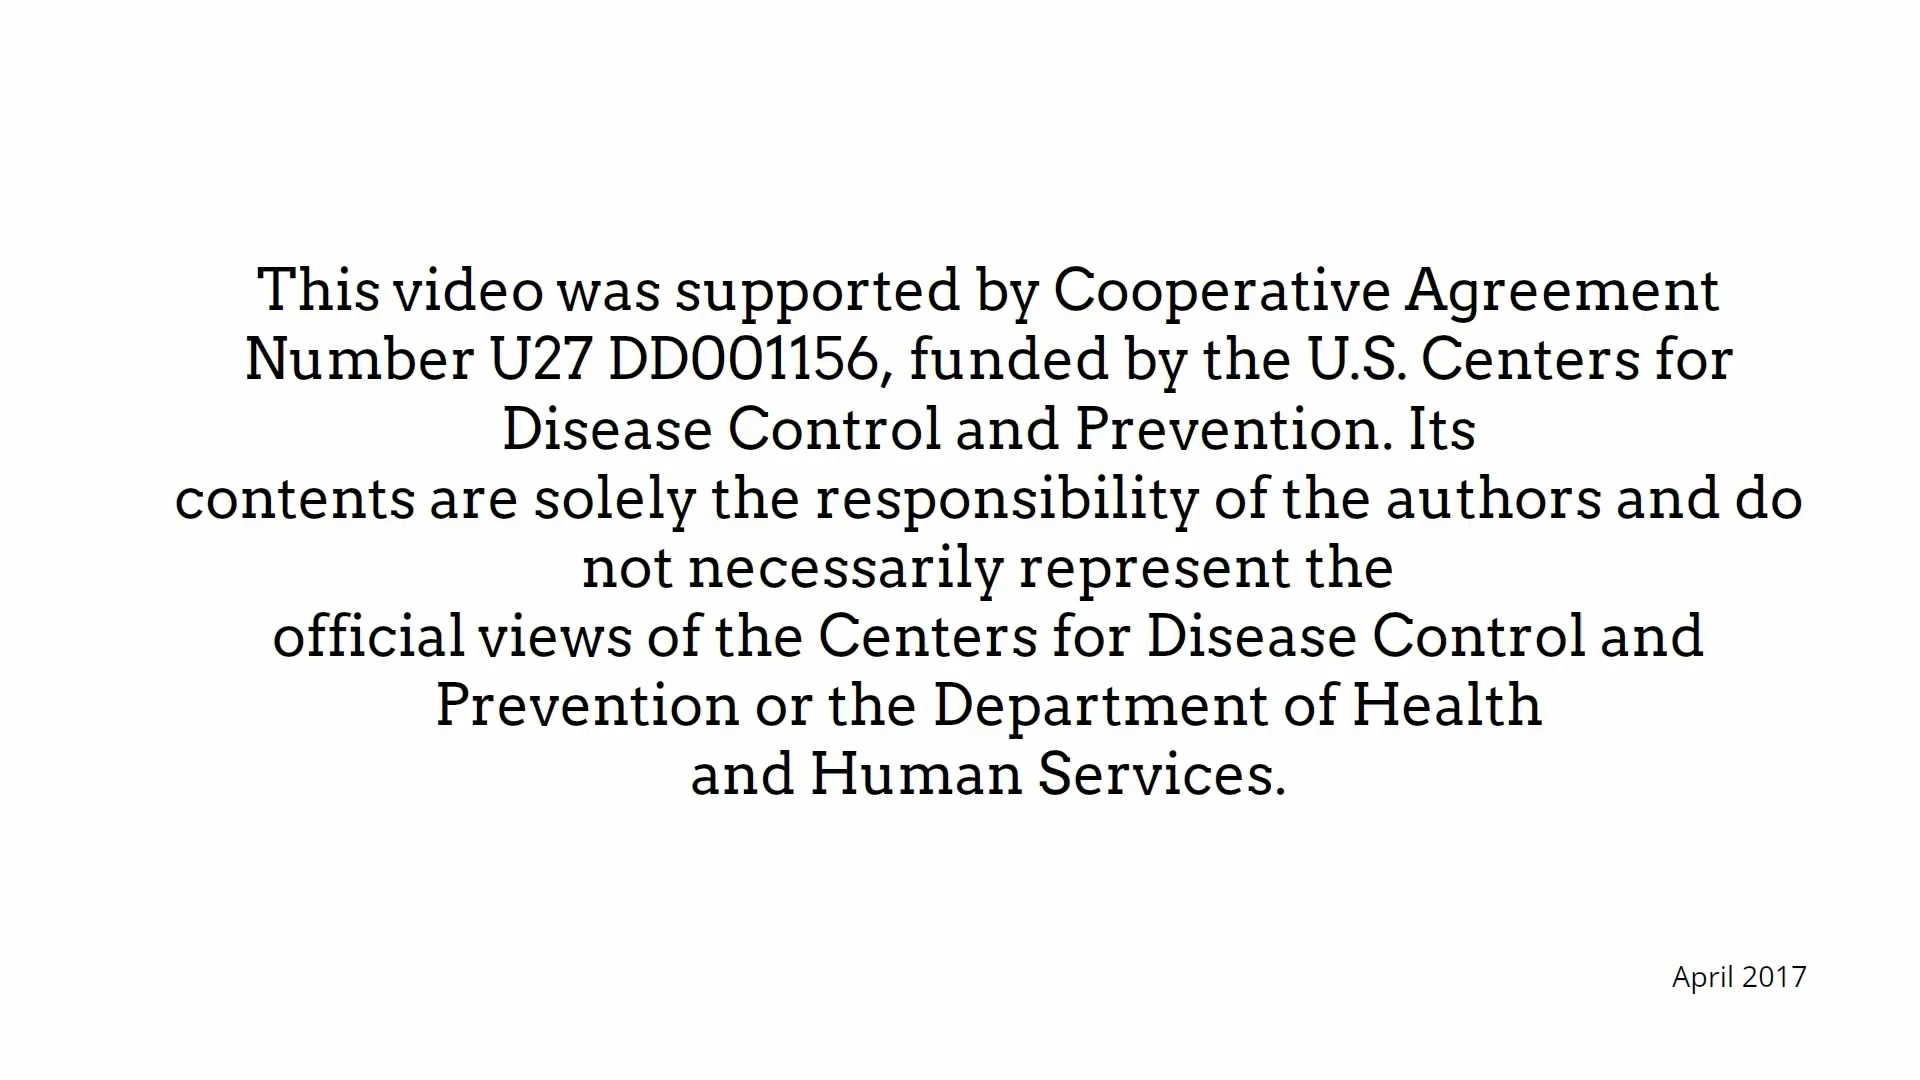 This video was supported by Cooperative Agreement
Number U27 DD001156, funded by the U.S. Centers for
Disease Control and Prevention. Its
contents are solely the responsibility of the authors and do
not necessarily represent the
official views of the Centers for Disease Control and
Prevention or the Department of Health
and Human Services.
April 2017